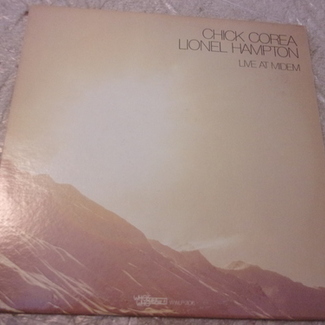 CHICK COREA
LIONEL HAMPTON
LIVE AT MIDEM